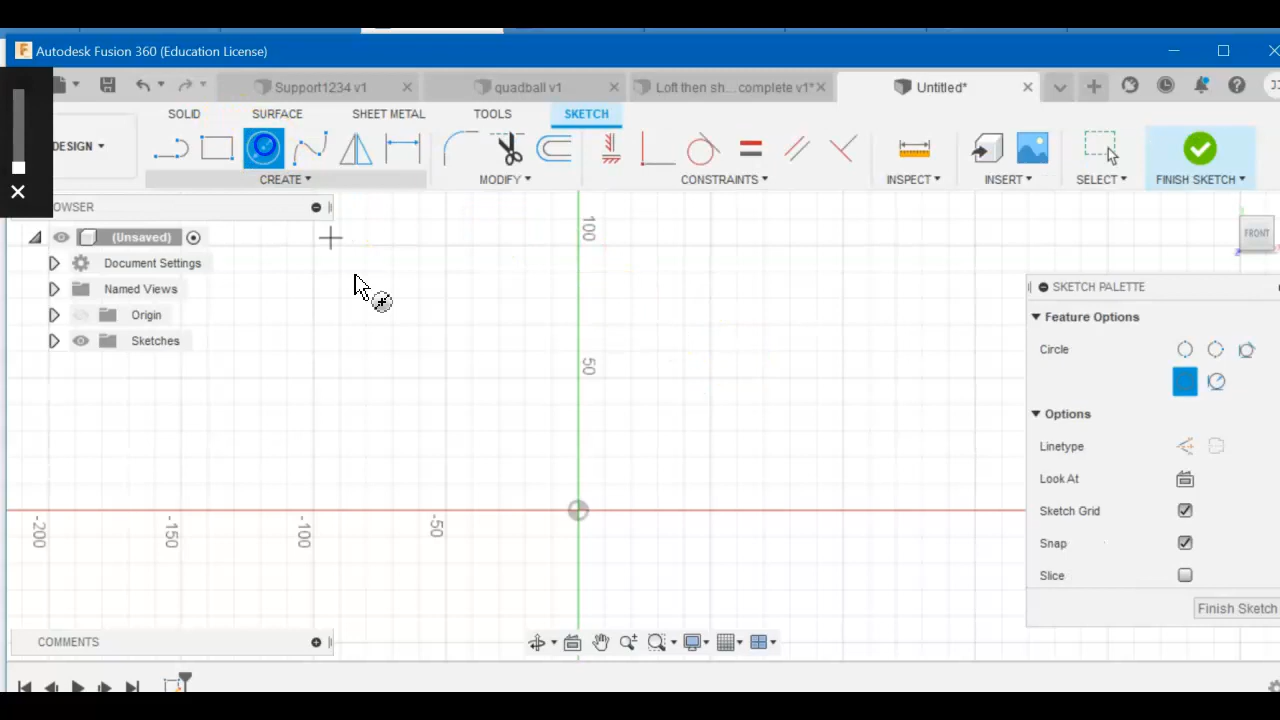 Autodesk Fusion 360 (Education License)
Support1234 v1
quadball v1
Loft then sh... complete v1*
Untitled*
SOLID
SURFACE
SHEET METAL
TOOLS
SKETCH
DESIGN
CREATE
MODIFY
CONSTRAINTS
INSPECT
INSERT
SELECT
FINISH SKETCH
OWSER
(Unsaved)
Document Settings
Named Views
Origin
Sketches
100
50
-200
-150
-100
-50
FRONT
SKETCH PALETTE
Feature Options
Circle
Options
Linetype
Look At
Sketch Grid
Snap
Slice
Finish Sketch
COMMENTS